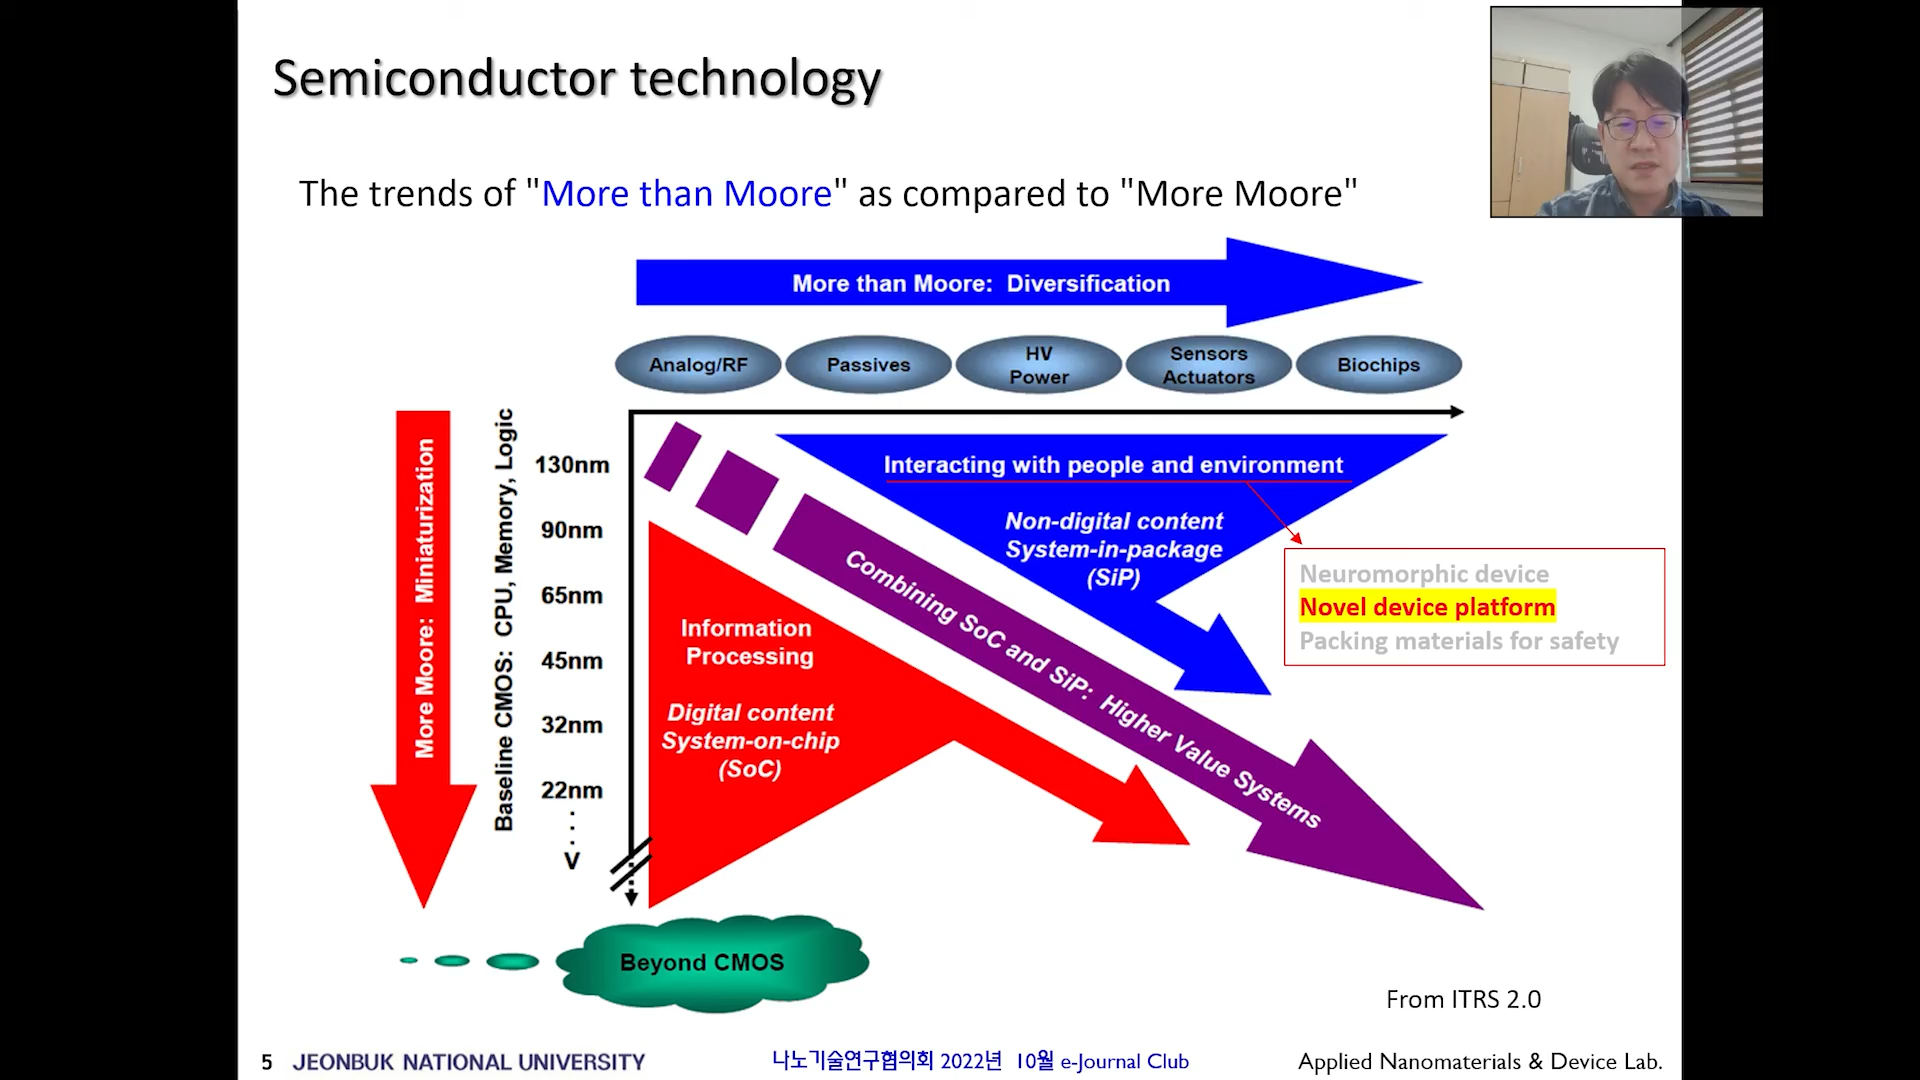 Semiconductor technology
The trends of "More than Moore" as compared to "More Moore"
More than Moore: Diversification
Analog/RF
Passives
HV
Power
Sensors
Actuators
Biochips
More Moore: Miniaturization
Baseline CMOS: CPU, Memory, Logic
130nm
90nm
65nm
45nm
32nm
22nm
V
Interacting with people and environment
Non-digital content
System-in-package
(SiP)
Neuromorphic device
Novel device platform
Packing materials for safety
Combining SoC and SiP: Higher Value Systems
Information
Processing
Digital content
System-on-chip
(SoC)
Beyond CMOS
From ITRS 2.0
5 JEONBUK NATIONAL UNIVERSITY
나노기술연구협의회 2022년 10월 e-Journal Club
Applied Nanomaterials & Device Lab.